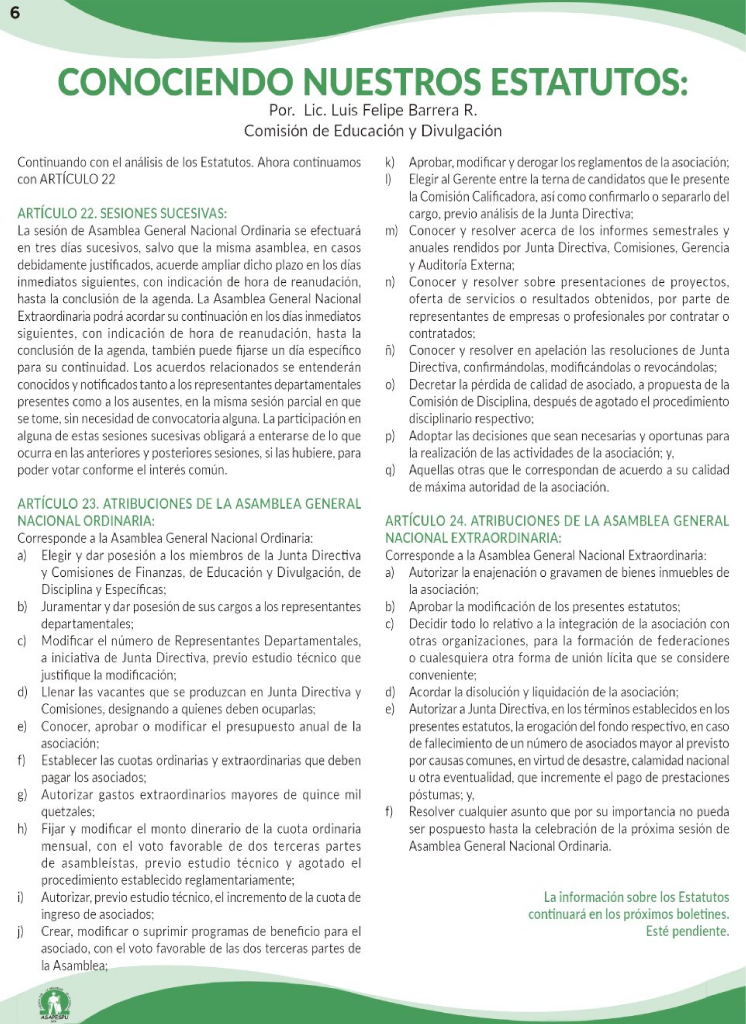 6
CONOCIENDO NUESTROS ESTATUTOS:
Por.  Lic. Luis Felipe Barrera R.
Comisión de Educación y Divulgación
Continuando con el análisis de los Estatutos. Ahora continuamos
con ARTÍCULO 22
ARTÍCULO 22. SESIONES SUCESIVAS:
La sesión de Asamblea General Nacional Ordinaria se efectuará
en tres días sucesivos, salvo que la misma asamblea, en casos
debidamente justificados, acuerde ampliar dicho plazo en los días
inmediatos siguientes, con indicación de hora de reanudación,
hasta la conclusión de la agenda. La Asamblea General Nacional
Extraordinaria podrá acordar su continuación en los días inmediatos
siguientes, con indicación de hora de reanudación, hasta la
conclusión de la agenda, también puede fijarse un día específico
para su continuidad. Los acuerdos relacionados se entenderán
conocidos y notificados tanto a los representantes departamentales
presentes como a los ausentes, en la misma sesión parcial en que
se tome, sin necesidad de convocatoria alguna. La participación en
alguna de estas sesiones sucesivas obligará a enterarse de lo que
ocurra en las anteriores y posteriores sesiones, si las hubiere, para
poder votar conforme el interés común.
ARTÍCULO 23. ATRIBUCIONES DE LA ASAMBLEA GENERAL
NACIONAL ORDINARIA:
Corresponde a la Asamblea General Nacional Ordinaria:
a) Elegir y dar posesión a los miembros de la Junta Directiva
y Comisiones de Finanzas, de Educación y Divulgación, de
Disciplina y Específicas;
b) Juramentar y dar posesión de sus cargos a los representantes
departamentales;
c) Modificar el número de Representantes Departamentales,
a iniciativa de Junta Directiva, previo estudio técnico que
justifique la modificación;
d) Llenar las vacantes que se produzcan en Junta Directiva y
Comisiones, designando a quienes deben ocuparlas;
e) Conocer, aprobar o modificar el presupuesto anual de la
asociación;
f) Establecer las cuotas ordinarias y extraordinarias que deben
pagar los asociados;
g) Autorizar gastos extraordinarios mayores de quince mil
quetzales;
h) Fijar y modificar el monto dinerario de la cuota ordinaria
mensual, con el voto favorable de dos terceras partes
de asambleístas, previo estudio técnico y agotado el
procedimiento establecido reglamentariamente;
i) Autorizar, previo estudio técnico, el incremento de la cuota de
ingreso de asociados;
j) Crear, modificar o suprimir programas de beneficio para el
asociado, con el voto favorable de las dos terceras partes de
la Asamblea;
k) Aprobar, modificar y derogar los reglamentos de la asociación;
l) Elegir al Gerente entre la terna de candidatos que le presente
la Comisión Calificadora, así como confirmarlo o separarlo del
cargo, previo análisis de la Junta Directiva;
m) Conocer y resolver acerca de los informes semestrales y
anuales rendidos por Junta Directiva, Comisiones, Gerencia
y Auditoría Externa;
n) Conocer y resolver sobre presentaciones de proyectos,
oferta de servicios o resultados obtenidos, por parte de
representantes de empresas o profesionales por contratar o
contratados;
ñ) Conocer y resolver en apelación las resoluciones de Junta
Directiva, confirmándolas, modificándolas o revocándolas;
o) Decretar la pérdida de calidad de asociado, a propuesta de la
Comisión de Disciplina, después de agotado el procedimiento
disciplinario respectivo;
p) Adoptar las decisiones que sean necesarias y oportunas para
la realización de las actividades de la asociación; y,
q) Aquellas otras que le correspondan de acuerdo a su calidad
de máxima autoridad de la asociación.
ARTÍCULO 24. ATRIBUCIONES DE LA ASAMBLEA GENERAL
NACIONAL EXTRAORDINARIA:
Corresponde a la Asamblea General Nacional Extraordinaria:
a) Autorizar la enajenación o gravamen de bienes inmuebles de
la asociación;
b) Aprobar la modificación de los presentes estatutos;
c) Decidir todo lo relativo a la integración de la asociación con
otras organizaciones, para la formación de federaciones
o cualesquiera otra forma de unión lícita que se considere
conveniente;
d) Acordar la disolución y liquidación de la asociación;
e) Autorizar a Junta Directiva, en los términos establecidos en los
presentes estatutos, la erogación del fondo respectivo, en caso
de fallecimiento de un número de asociados mayor al previsto
por causas comunes, en virtud de desastre, calamidad nacional
u otra eventualidad, que incremente el pago de prestaciones
póstumas; y,
f) Resolver cualquier asunto que por su importancia no pueda
ser pospuesto hasta la celebración de la próxima sesión de
Asamblea General Nacional Ordinaria.
La información sobre los Estatutos
continuará en los próximos boletines.
Esté pendiente.
ASAPESPU